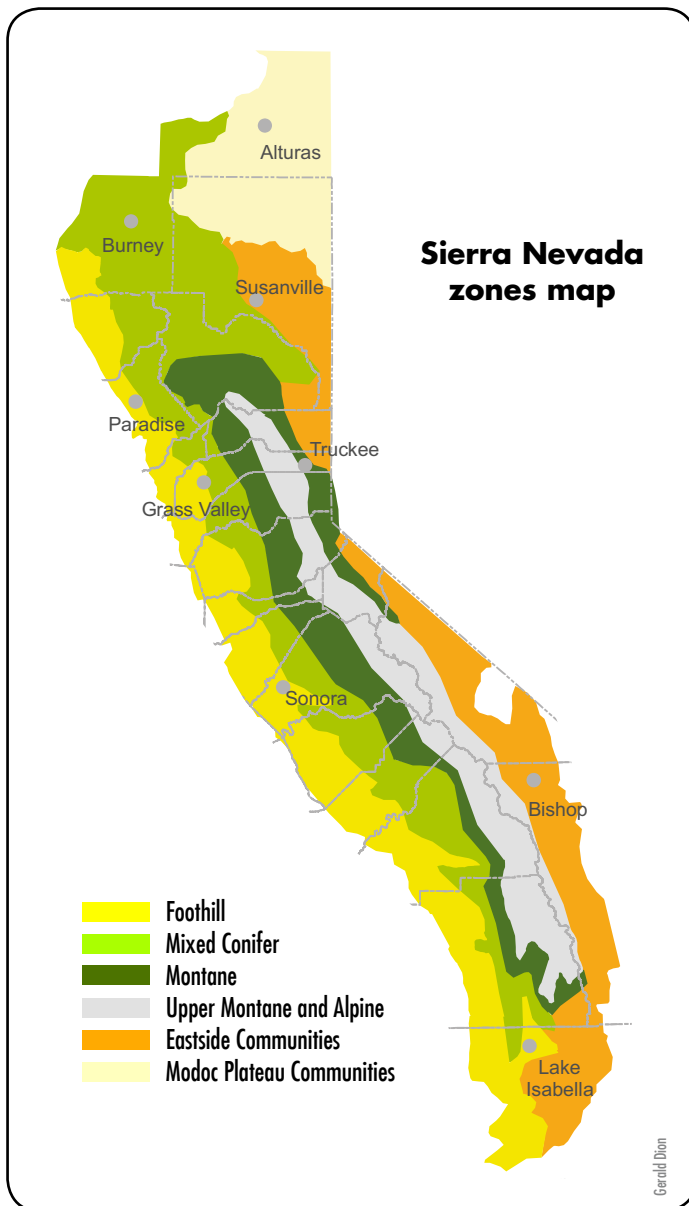 Alturas
Burney
Sierra Nevada
zones map
Susanville
Paradise
Truckee
Grass Valley
Sonora
Bishop
Foothill
Mixed Conifer
Montane
Upper Montane and Alpine
Eastside Communities
Modoc Plateau Communities
Lake
Isabella
Gerald Dion